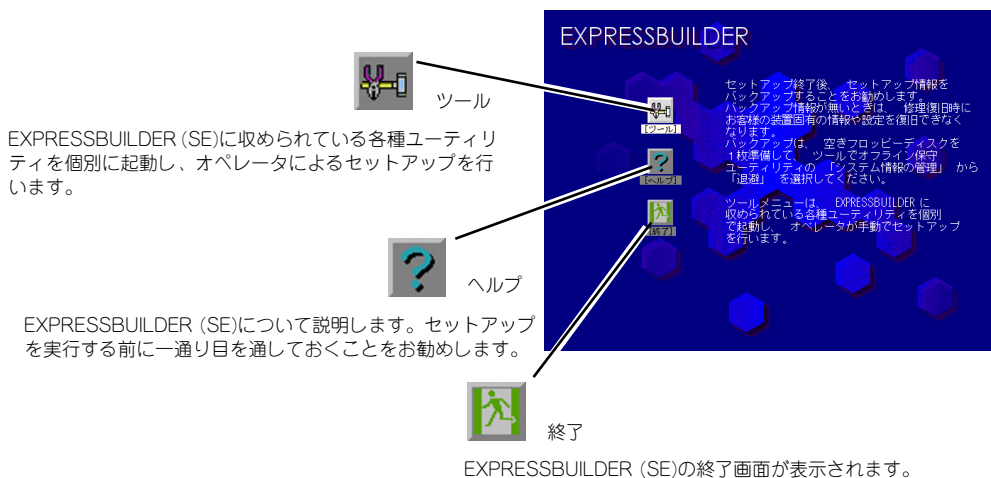 ツール
EXPRESSBUILDER (SE)に収められている各種ユーティリ
ティを個別に起動し、オペレータによるセットアップを行
います。
ヘルプ
EXPRESSBUILDER (SE)について説明します。セットアップ
を実行する前に一通り目を通しておくことをお勧めします。
終了
EXPRESSBUILDER (SE)の終了画面が表示されます。
EXPRESSBUILDER
[ツール]
[ヘルプ]
[終了]
セットアップ終了後、 セットアップ情報を
バックアップすることをお勧めします。
バックアップ情報が無いときは、 修理復旧時に
お客様の装置固有の情報や設定を復旧できなく
なります。
バックアップは、 空きフロッピーディスクを
1枚準備して、 ツールでオフライン保守
ユーティリティの 「システム情報の管理」 から
「退避」 を選択してください。
ツールメニューは、 EXPRESSBUILDER に
収められている各種ユーティリティを個別
で起動し、 オペレータが手動でセットアップ
を行います。